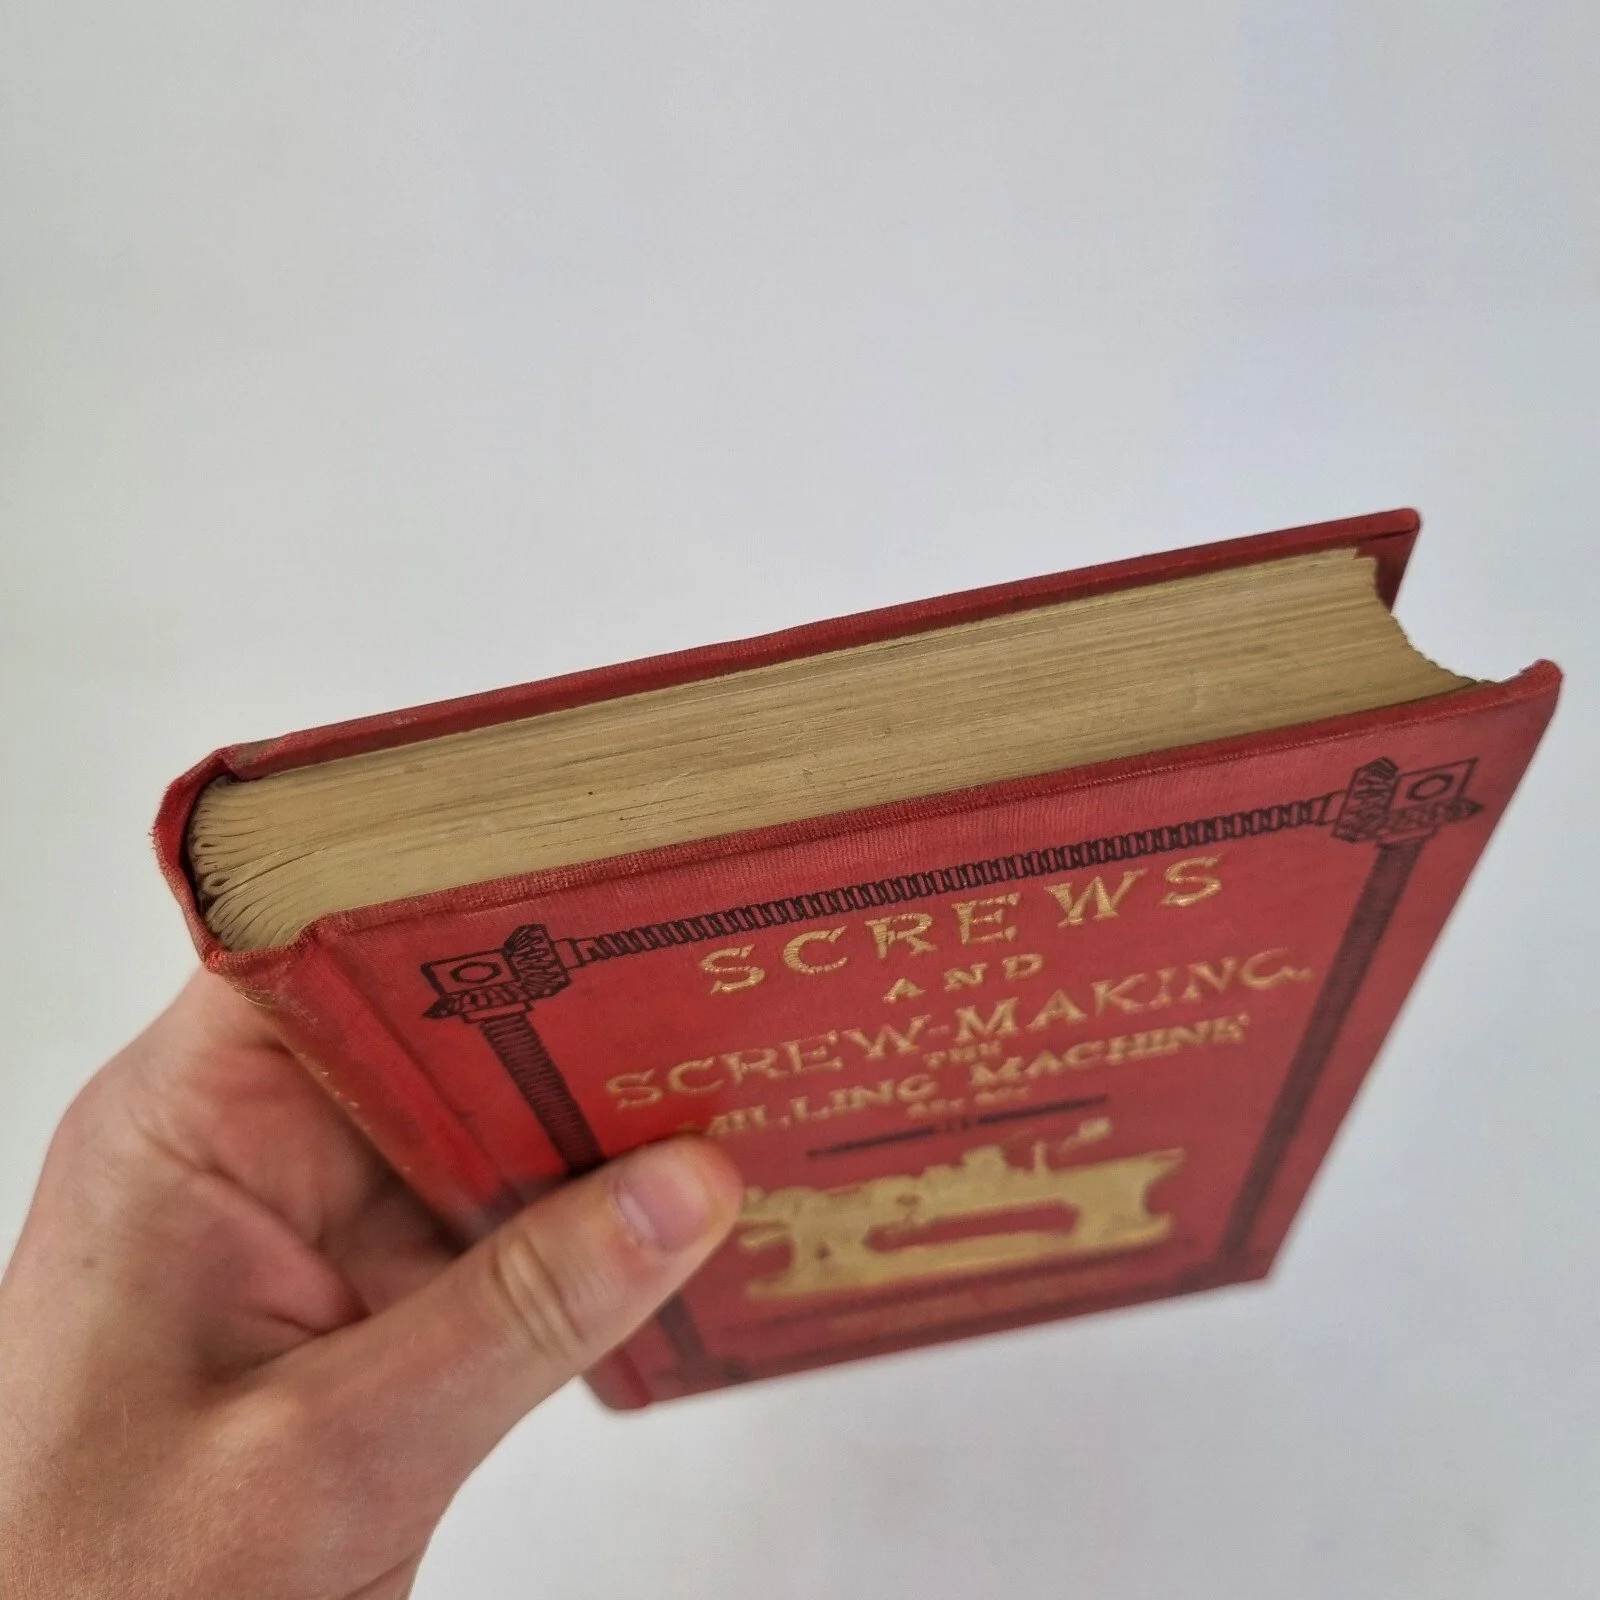 SCREWS
AND
SCREW-MAKING.
THE
MILLING MACHINE